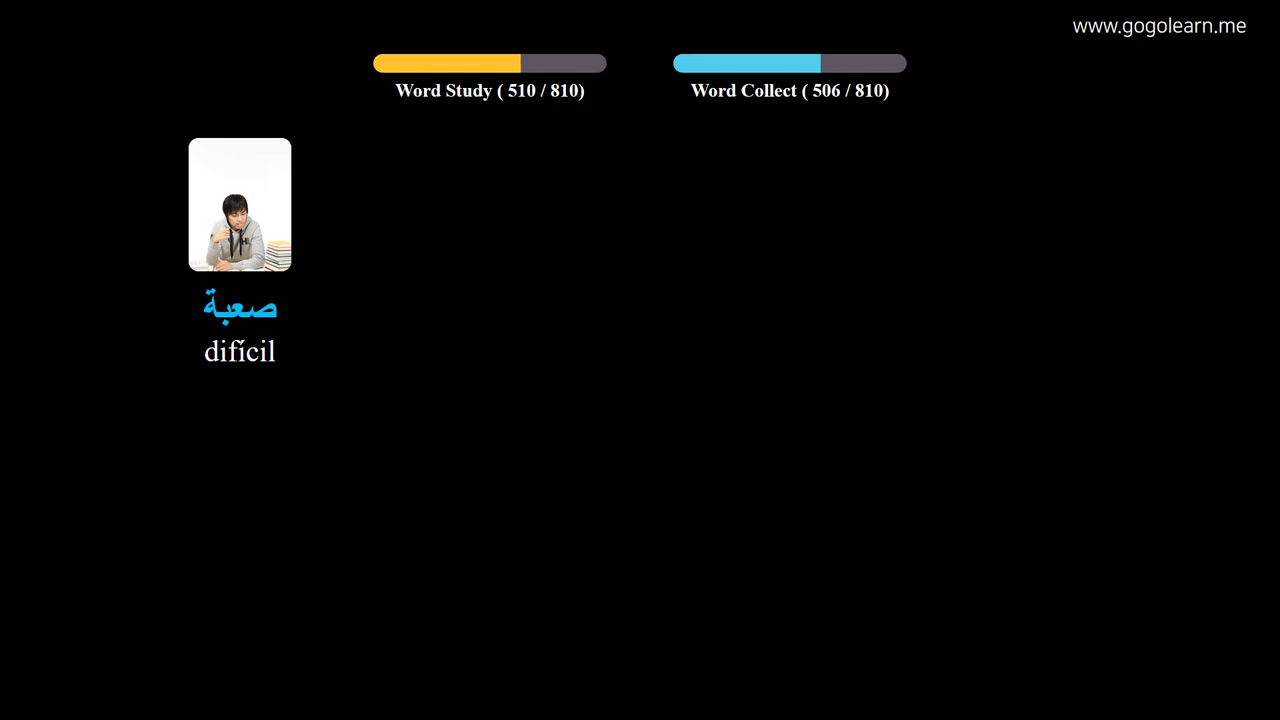 www.gogolearn.me
Word Study ( 510 / 810)
Word Collect ( 506 / 810)
صعبة
difícil